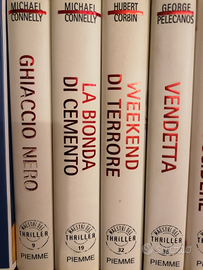 MICHAEL
CONNELLY
GHIACCIO NERO
MAESTRI DEL
THRILLER
9
PIEMME
MICHAEL
CONNELLY
LA BIONDA
DI CEMENTO
MAESTRI DEL
THRILLER
19
PIEMME
HUBERT
CORBIN
WEEKEND
DI TERRORE
MAESTRI DEL
THRILLER
32
PIEMME
GEORGE
PELECANOS
VENDETTA
MAESTRI DEL
THRILLER
PIEMME